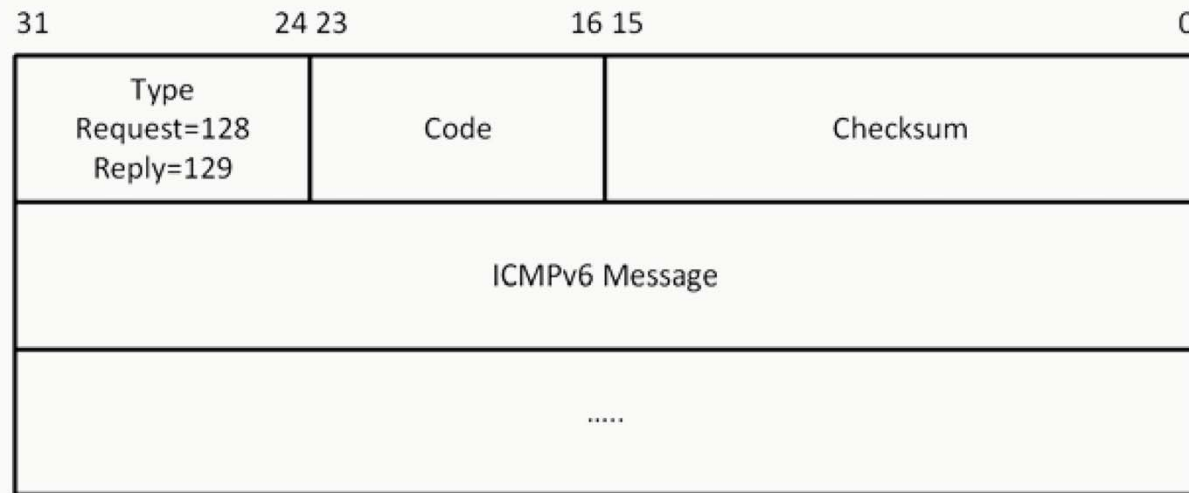 31 24 23 16 15 0
Type
Request=128
Reply=129
Code
Checksum
ICMPv6 Message
.....